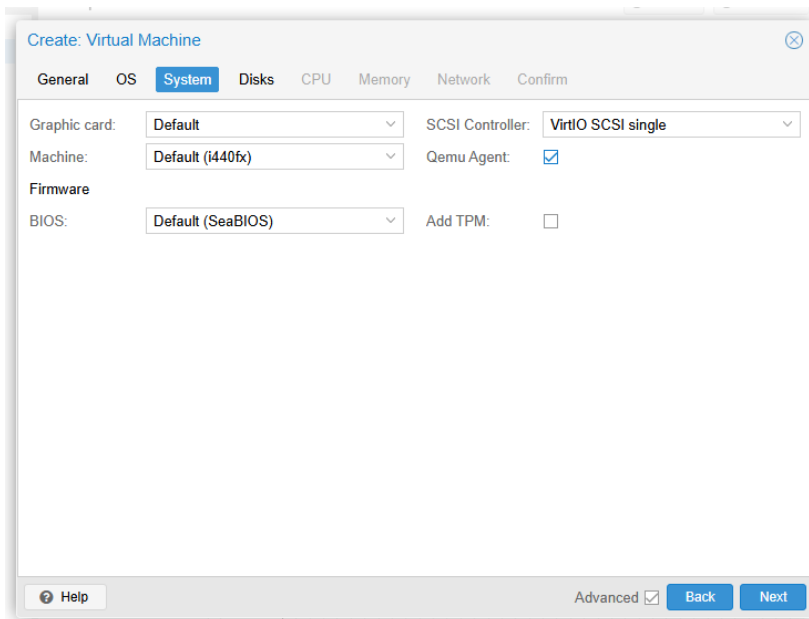 Create: Virtual Machine
General OS System Disks CPU Memory Network Confirm
Graphic card: Default SCSI Controller: VirtIO SCSI single
Machine: Default (i440fx) Qemu Agent:
Firmware
BIOS: Default (SeaBIOS) Add TPM:
Help Advanced Back Next